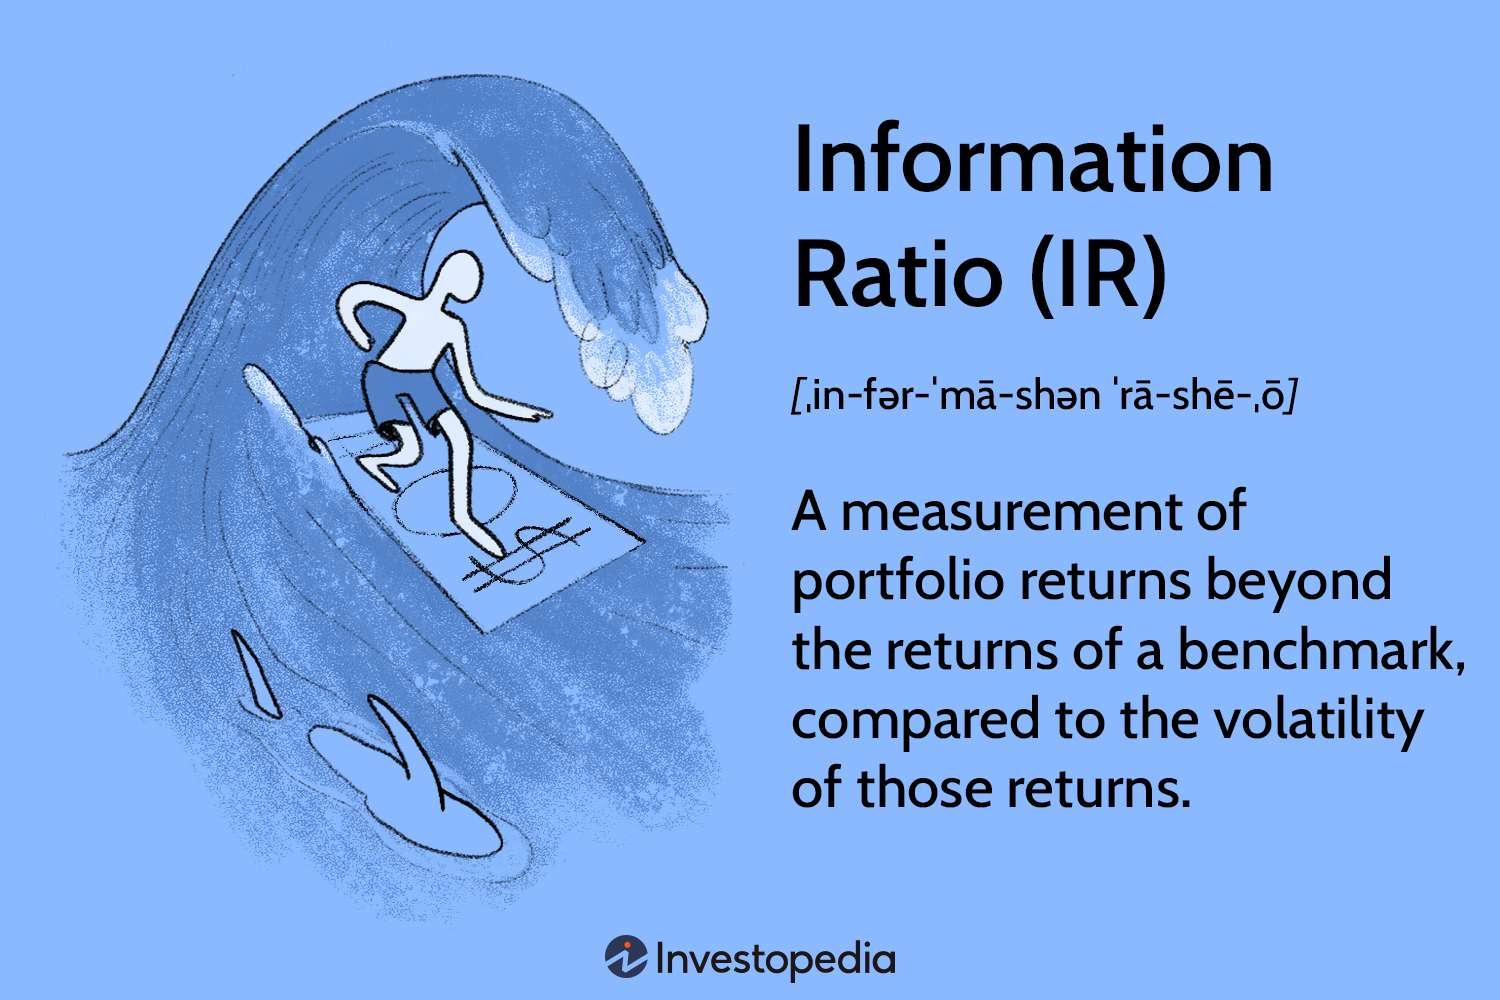 Information
Ratio (IR)
[ˌin-fər-ˈmā-shən ˈrā-shē-ˌō]
A measurement of
portfolio returns beyond
the returns of a benchmark,
compared to the volatility
of those returns.
$
Investopedia